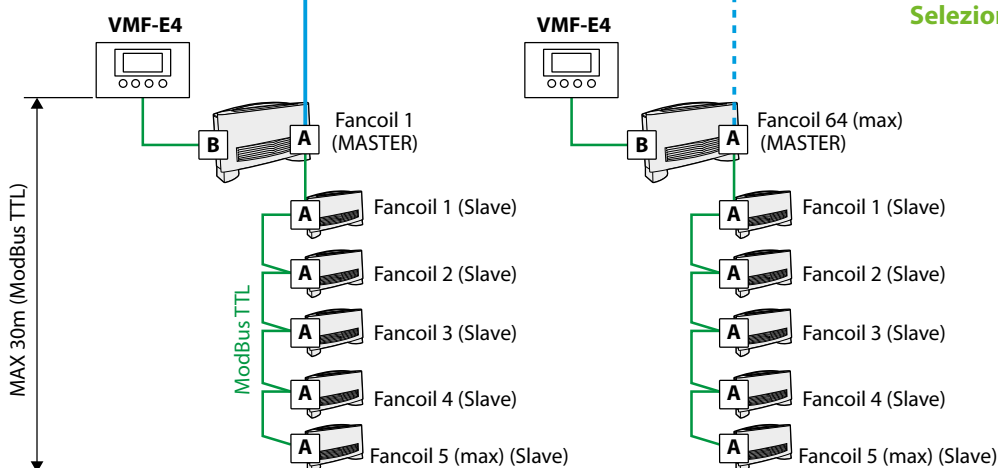 Selezion
VMF-E4
B
A
Fancoil 1
(MASTER)
A
Fancoil 1 (Slave)
A
Fancoil 2 (Slave)
A
Fancoil 3 (Slave)
A
Fancoil 4 (Slave)
A
Fancoil 5 (max) (Slave)
ModBus TTL
MAX 30m (ModBus TTL)
VMF-E4
B
A
Fancoil 64 (max)
(MASTER)
A
Fancoil 1 (Slave)
A
Fancoil 2 (Slave)
A
Fancoil 3 (Slave)
A
Fancoil 4 (Slave)
A
Fancoil 5 (max) (Slave)